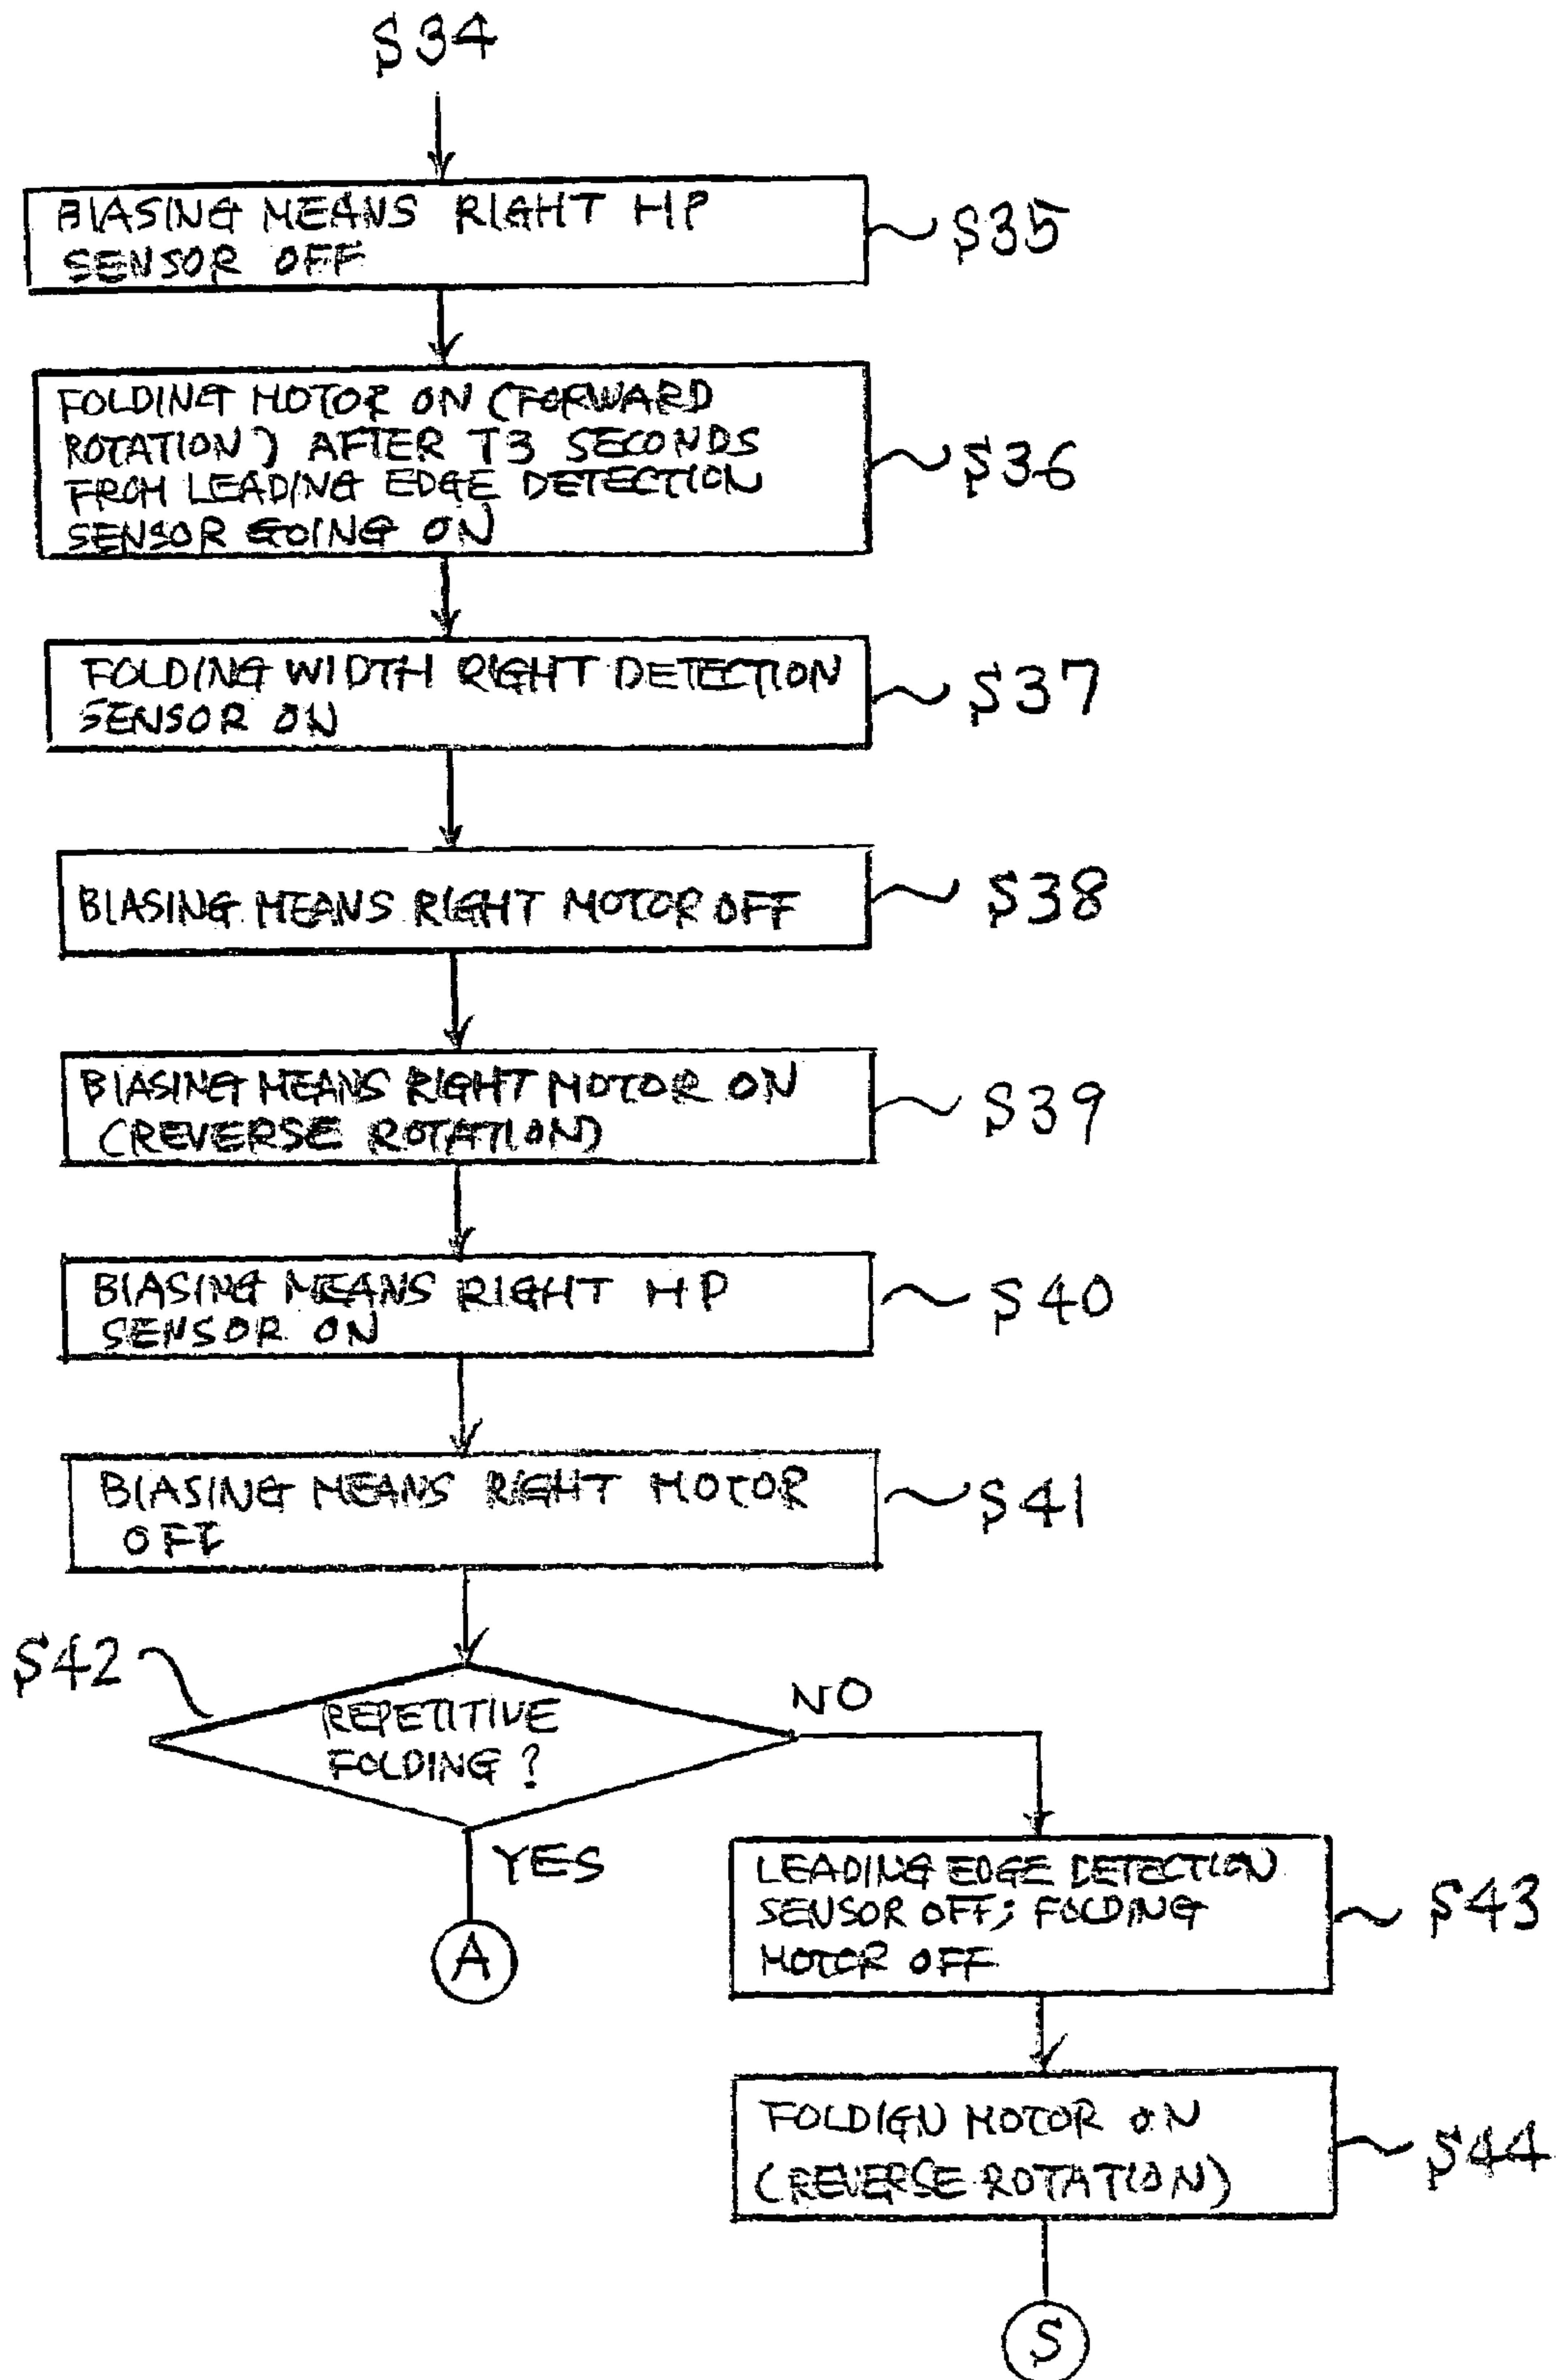 S34
BIASING MEANS RIGHT HP
SENSOR OFF
S35
FOLDING MOTOR ON (FORWARD
ROTATION) AFTER T3 SECONDS
FROM LEADING EDGE DETECTION
SENSOR GOING ON
S36
FOLDING WIDTH RIGHT DETECTION
SENSOR ON
S37
BIASING MEANS RIGHT MOTOR OFF
S38
BIASING MEANS RIGHT MOTOR ON
(REVERSE ROTATION)
S39
BIASING MEANS RIGHT HP
SENSOR ON
S40
BIASING MEANS RIGHT MOTOR
OFF
S41
S42
REPETITIVE
FOLDING ?
NO
YES
A
LEADING EDGE DETECTION
SENSOR OFF; FOLDING
MOTOR OFF
S43
FOLDIGN MOTOR ON
(REVERSE ROTATION)
S44
S